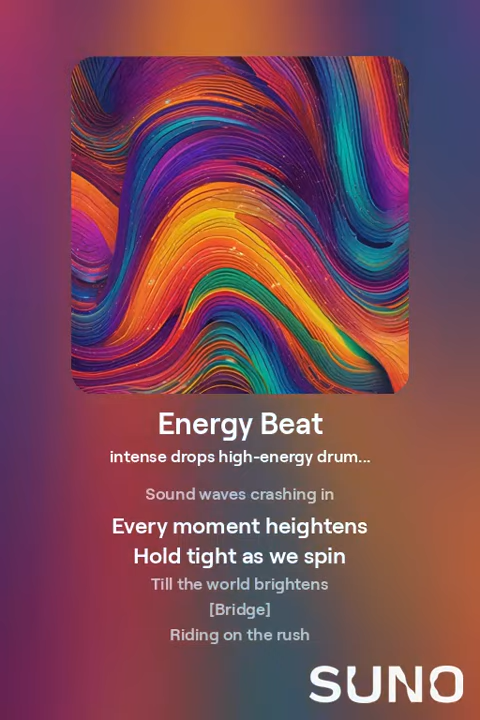 Energy Beat
intense drops high-energy drum...
Sound waves crashing in
Every moment heightens
Hold tight as we spin
Till the world brightens
[Bridge]
Riding on the rush
SUNO